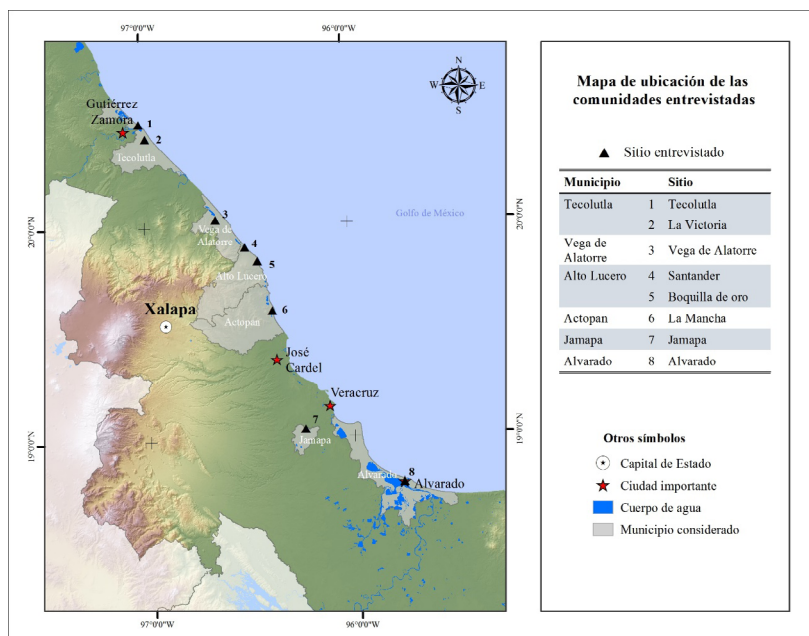 97°0'0"W
96°0'0"W
N
W
E
S
Gutiérrez
Zamora
1
2
Tecolutla
3
Vega de
Alatorre
Golfo de México
20°0'0"N
20°0'0"N
4
5
Alto Lucero
Xalapa
6
Actopan
José
Cardel
Veracruz
7
Jamapa
19°0'0"N
19°0'0"N
8
Alvarado
Alvarado
97°0'0"W
96°0'0"W
Mapa de ubicación de las
comunidades entrevistadas
Sitio entrevistado
Municipio Sitio
Tecolutla 1 Tecolutla
2 La Victoria
Vega de
Alatorre 3 Vega de Alatorre
Alto Lucero 4 Santander
5 Boquilla de oro
Actopan 6 La Mancha
Jamapa 7 Jamapa
Alvarado 8 Alvarado
Otros símbolos
Capital de Estado
Ciudad importante
Cuerpo de agua
Municipio considerado